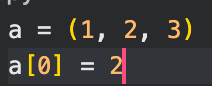 a = (1, 2, 3)
a[0] = 2